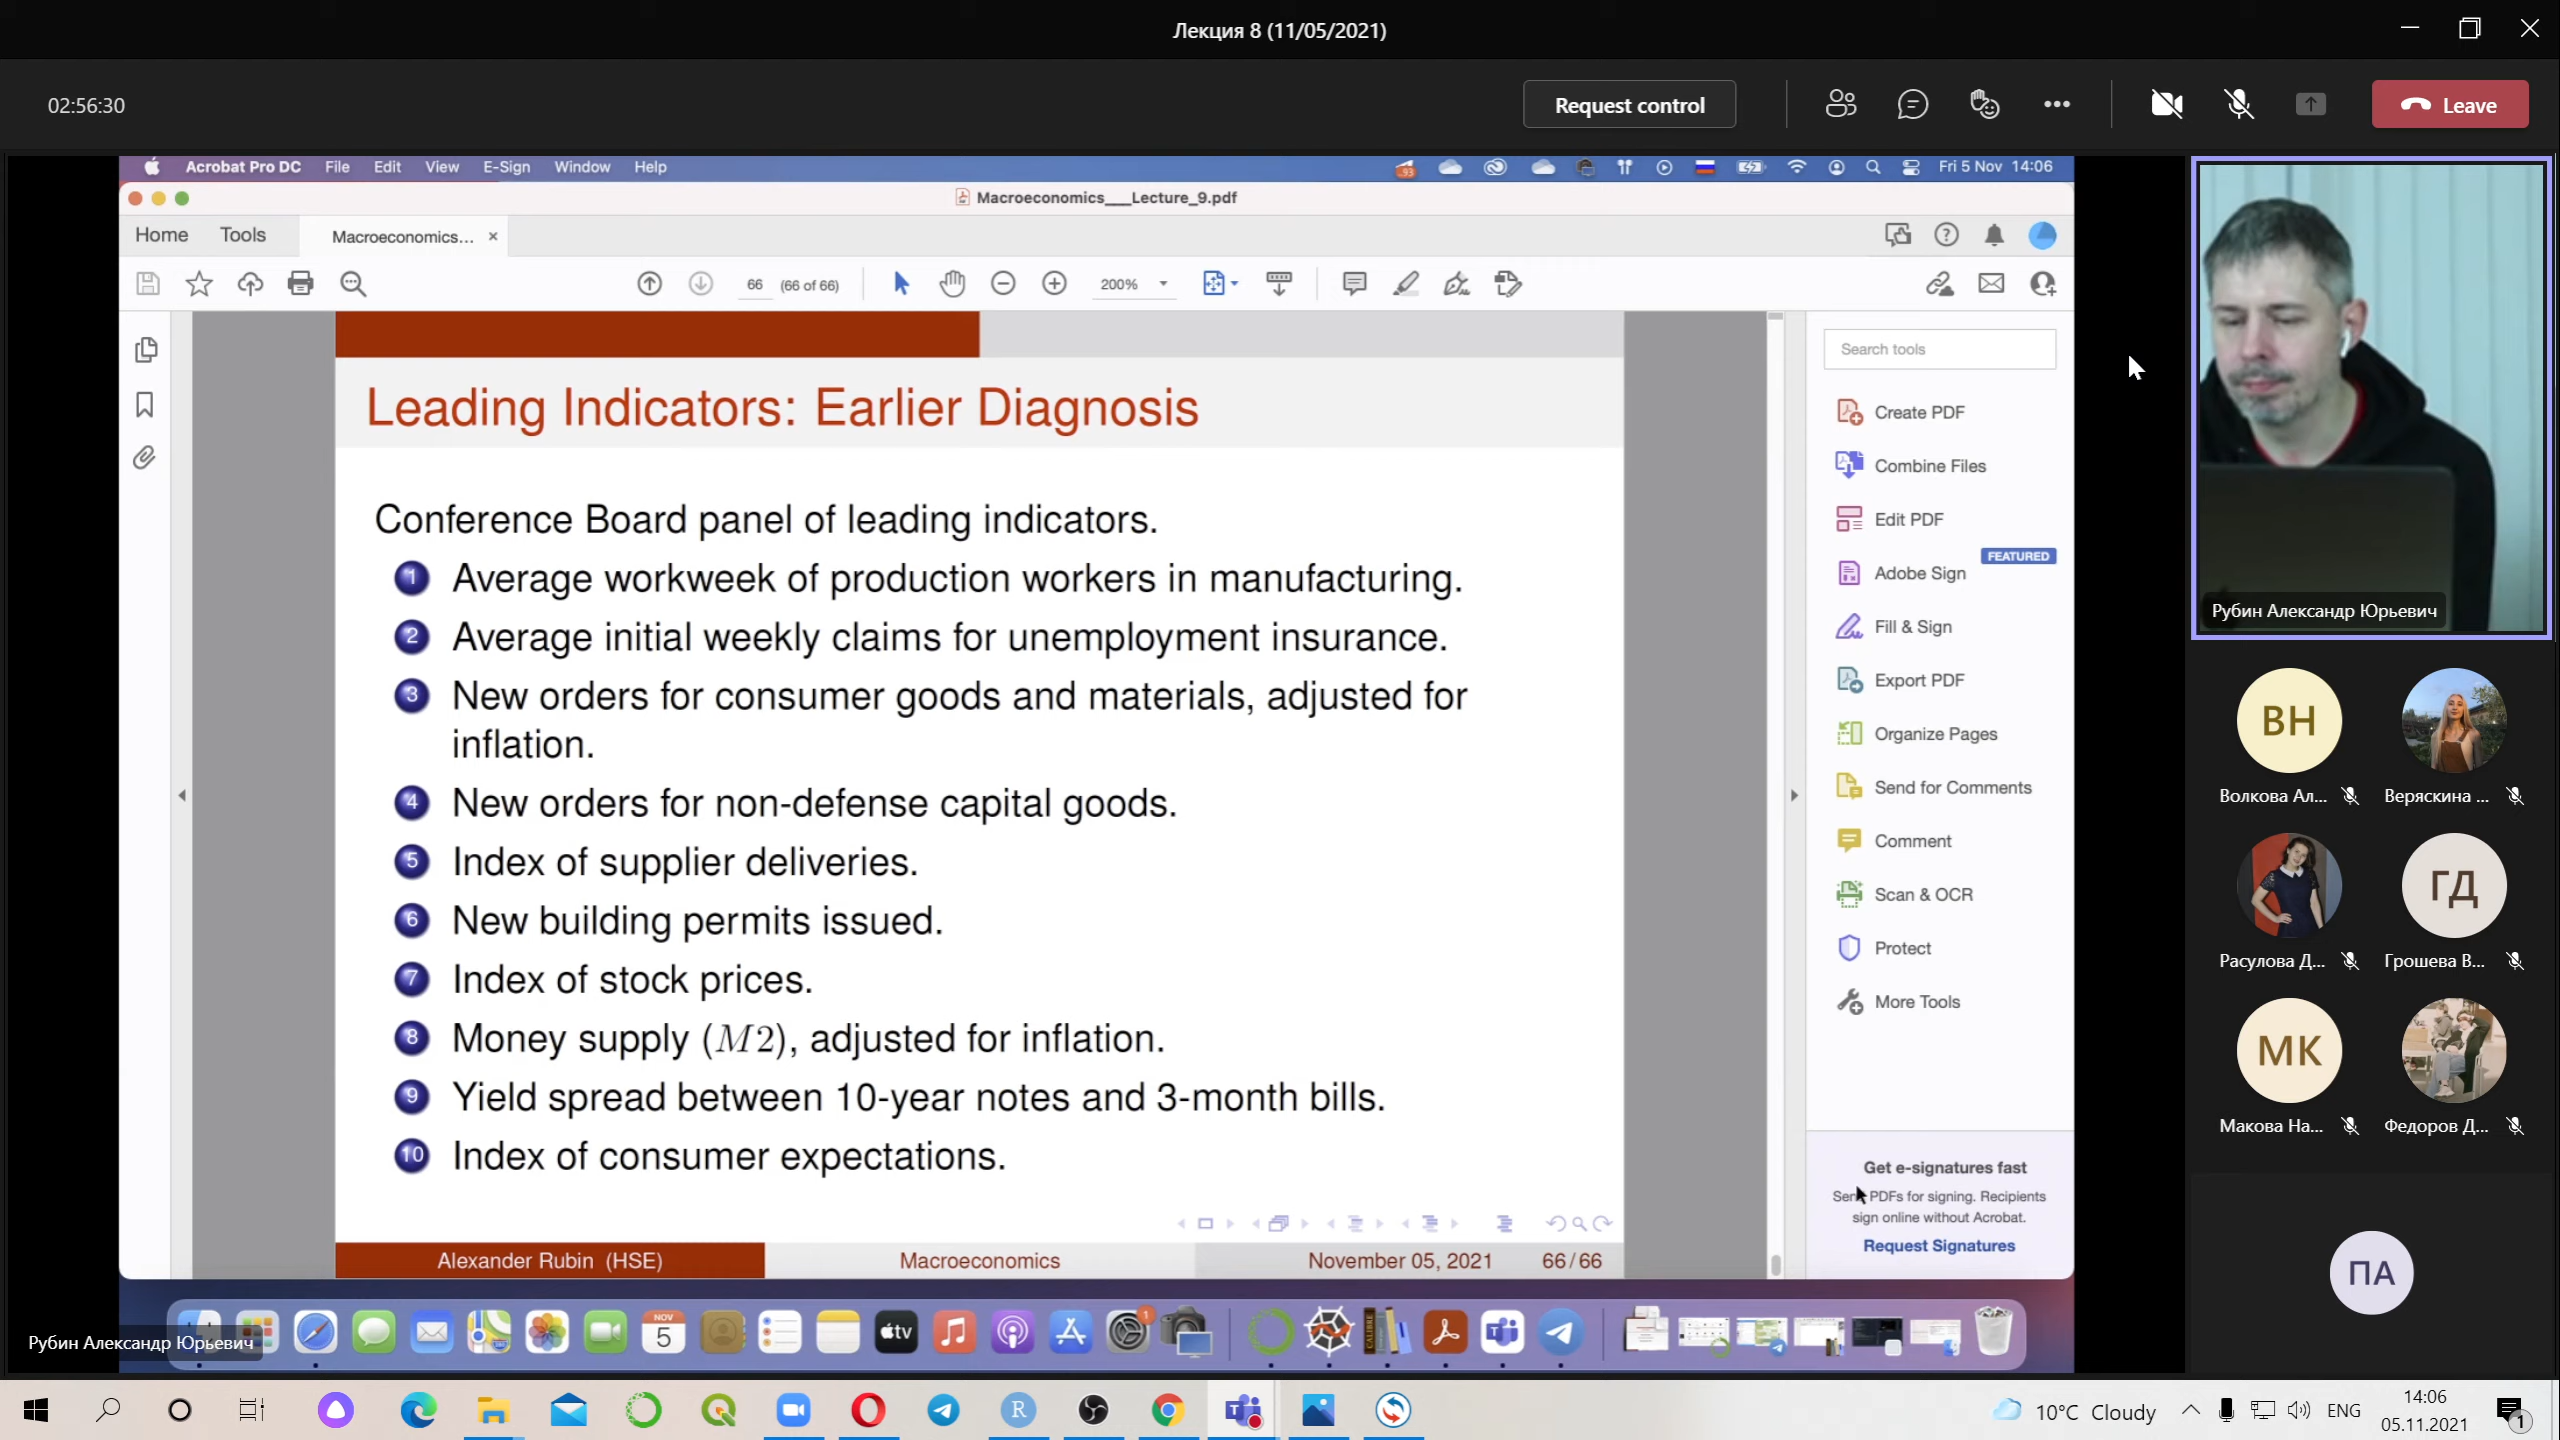 Лекция 8 (11/05/2021)
02:56:30
Request control
Leave
Acrobat Pro DC File Edit View E-Sign Window Help
Fri 5 Nov 14:06
Macroeconomics___Lecture_9.pdf
Home Tools Macroeconomics...
66 (66 of 66) 200%
Leading Indicators: Earlier Diagnosis
Conference Board panel of leading indicators.
1 Average workweek of production workers in manufacturing.
2 Average initial weekly claims for unemployment insurance.
3 New orders for consumer goods and materials, adjusted for
inflation.
4 New orders for non-defense capital goods.
5 Index of supplier deliveries.
6 New building permits issued.
7 Index of stock prices.
8 Money supply (M2), adjusted for inflation.
9 Yield spread between 10-year notes and 3-month bills.
10 Index of consumer expectations.
Alexander Rubin (HSE) Macroeconomics November 05, 2021 66/66
Search tools
Create PDF
Combine Files
Edit PDF
FEATURED
Adobe Sign
Fill & Sign
Export PDF
Organize Pages
Send for Comments
Comment
Scan & OCR
Protect
More Tools
Get e-signatures fast
Send PDFs for signing. Recipients
sign online without Acrobat.
Request Signatures
Рубин Александр Юрьевич
ВН
Волкова Ал... Веряскина ...
ГД
Расулова Д... Грошева В...
МК
Макова На... Федоров Д...
ПА
Рубин Александр Юрьевич
NOV
5
tv
1
10°C Cloudy
ENG
14:06
05.11.2021
1